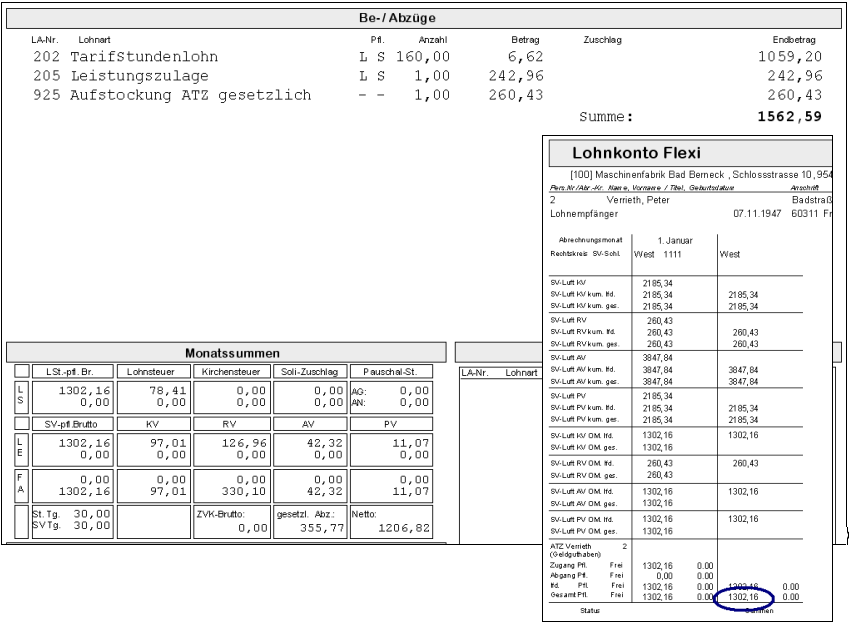 Be-/ Abzüge
LA-Nr. Lohnart Pfl. Anzahl Betrag Zuschlag Endbetrag
202 Tarifstundenlohn L S 160,00 6,62 1059,20
205 Leistungszulage L S 1,00 242,96 242,96
925 Aufstockung ATZ gesetzlich - - 1,00 260,43 260,43
Summe: 1562,59
Monatssummen
LSt.-pfl. Br. Lohnsteuer Kirchensteuer Soli-Zuschlag Pauschal-St.
L 1302,16 78,41 0,00 0,00 AG: 0,00
S 0,00 0,00 0,00 0,00 AN: 0,00
SV-pfl.Brutto KV RV AV PV
L 1302,16 97,01 126,96 42,32 11,07
E 0,00 0,00 0,00 0,00 0,00
F 0,00 0,00 0,00 0,00 0,00
A 1302,16 97,01 330,10 42,32 11,07
St.Tg. 30,00 ZVK-Brutto: gesetzl. Abz.: Netto:
SVTg. 30,00 0,00 355,77 1206,82
LA-Nr. Lohnart
Lohnkonto Flexi
[100] Maschinenfabrik Bad Berneck , Schlossstrasse 10, 954
Pers.Nr./Abr.-Kr. Name, Vorname / Titel, Geburtsdatum Anschrift
2 Verrieth, Peter Badstraß
Lohnempfänger 07.11.1947 60311 Fr
Abrechnungsmonat 1. Januar
Rechtskreis SV-Schl. West 1111 West
SV-Luft KV 2185,34
SV-Luft KV kum. lfd. 2185,34 2185,34
SV-Luft KV kum. ges. 2185,34 2185,34
SV-Luft RV 260,43
SV-Luft RV kum. lfd. 260,43 260,43
SV-Luft RV kum. ges. 260,43 260,43
SV-Luft AV 3847,84
SV-Luft AV kum. lfd. 3847,84 3847,84
SV-Luft AV kum. ges. 3847,84 3847,84
SV-Luft PV 2185,34
SV-Luft PV kum. lfd. 2185,34 2185,34
SV-Luft PV kum. ges. 2185,34 2185,34
SV-Luft KV OM. lfd. 1302,16 1302,16
SV-Luft KV OM. ges. 1302,16
SV-Luft RV OM. lfd. 260,43 260,43
SV-Luft RV OM. ges. 260,43
SV-Luft AV OM. lfd. 1302,16 1302,16
SV-Luft AV OM. ges. 1302,16
SV-Luft PV OM. lfd. 1302,16 1302,16
SV-Luft PV OM. ges. 1302,16
ATZ Verrieth 2
(Geldguthaben)
Zugang Pfl. Frei 1302,16 0.00
Abgang Pfl. Frei 0,00 0.00
lfd. Pfl. Frei 1302,16 0.00 1302,16 0.00
Gesamt Pfl. Frei 1302,16 0.00 1302,16 0.00
Status Summen